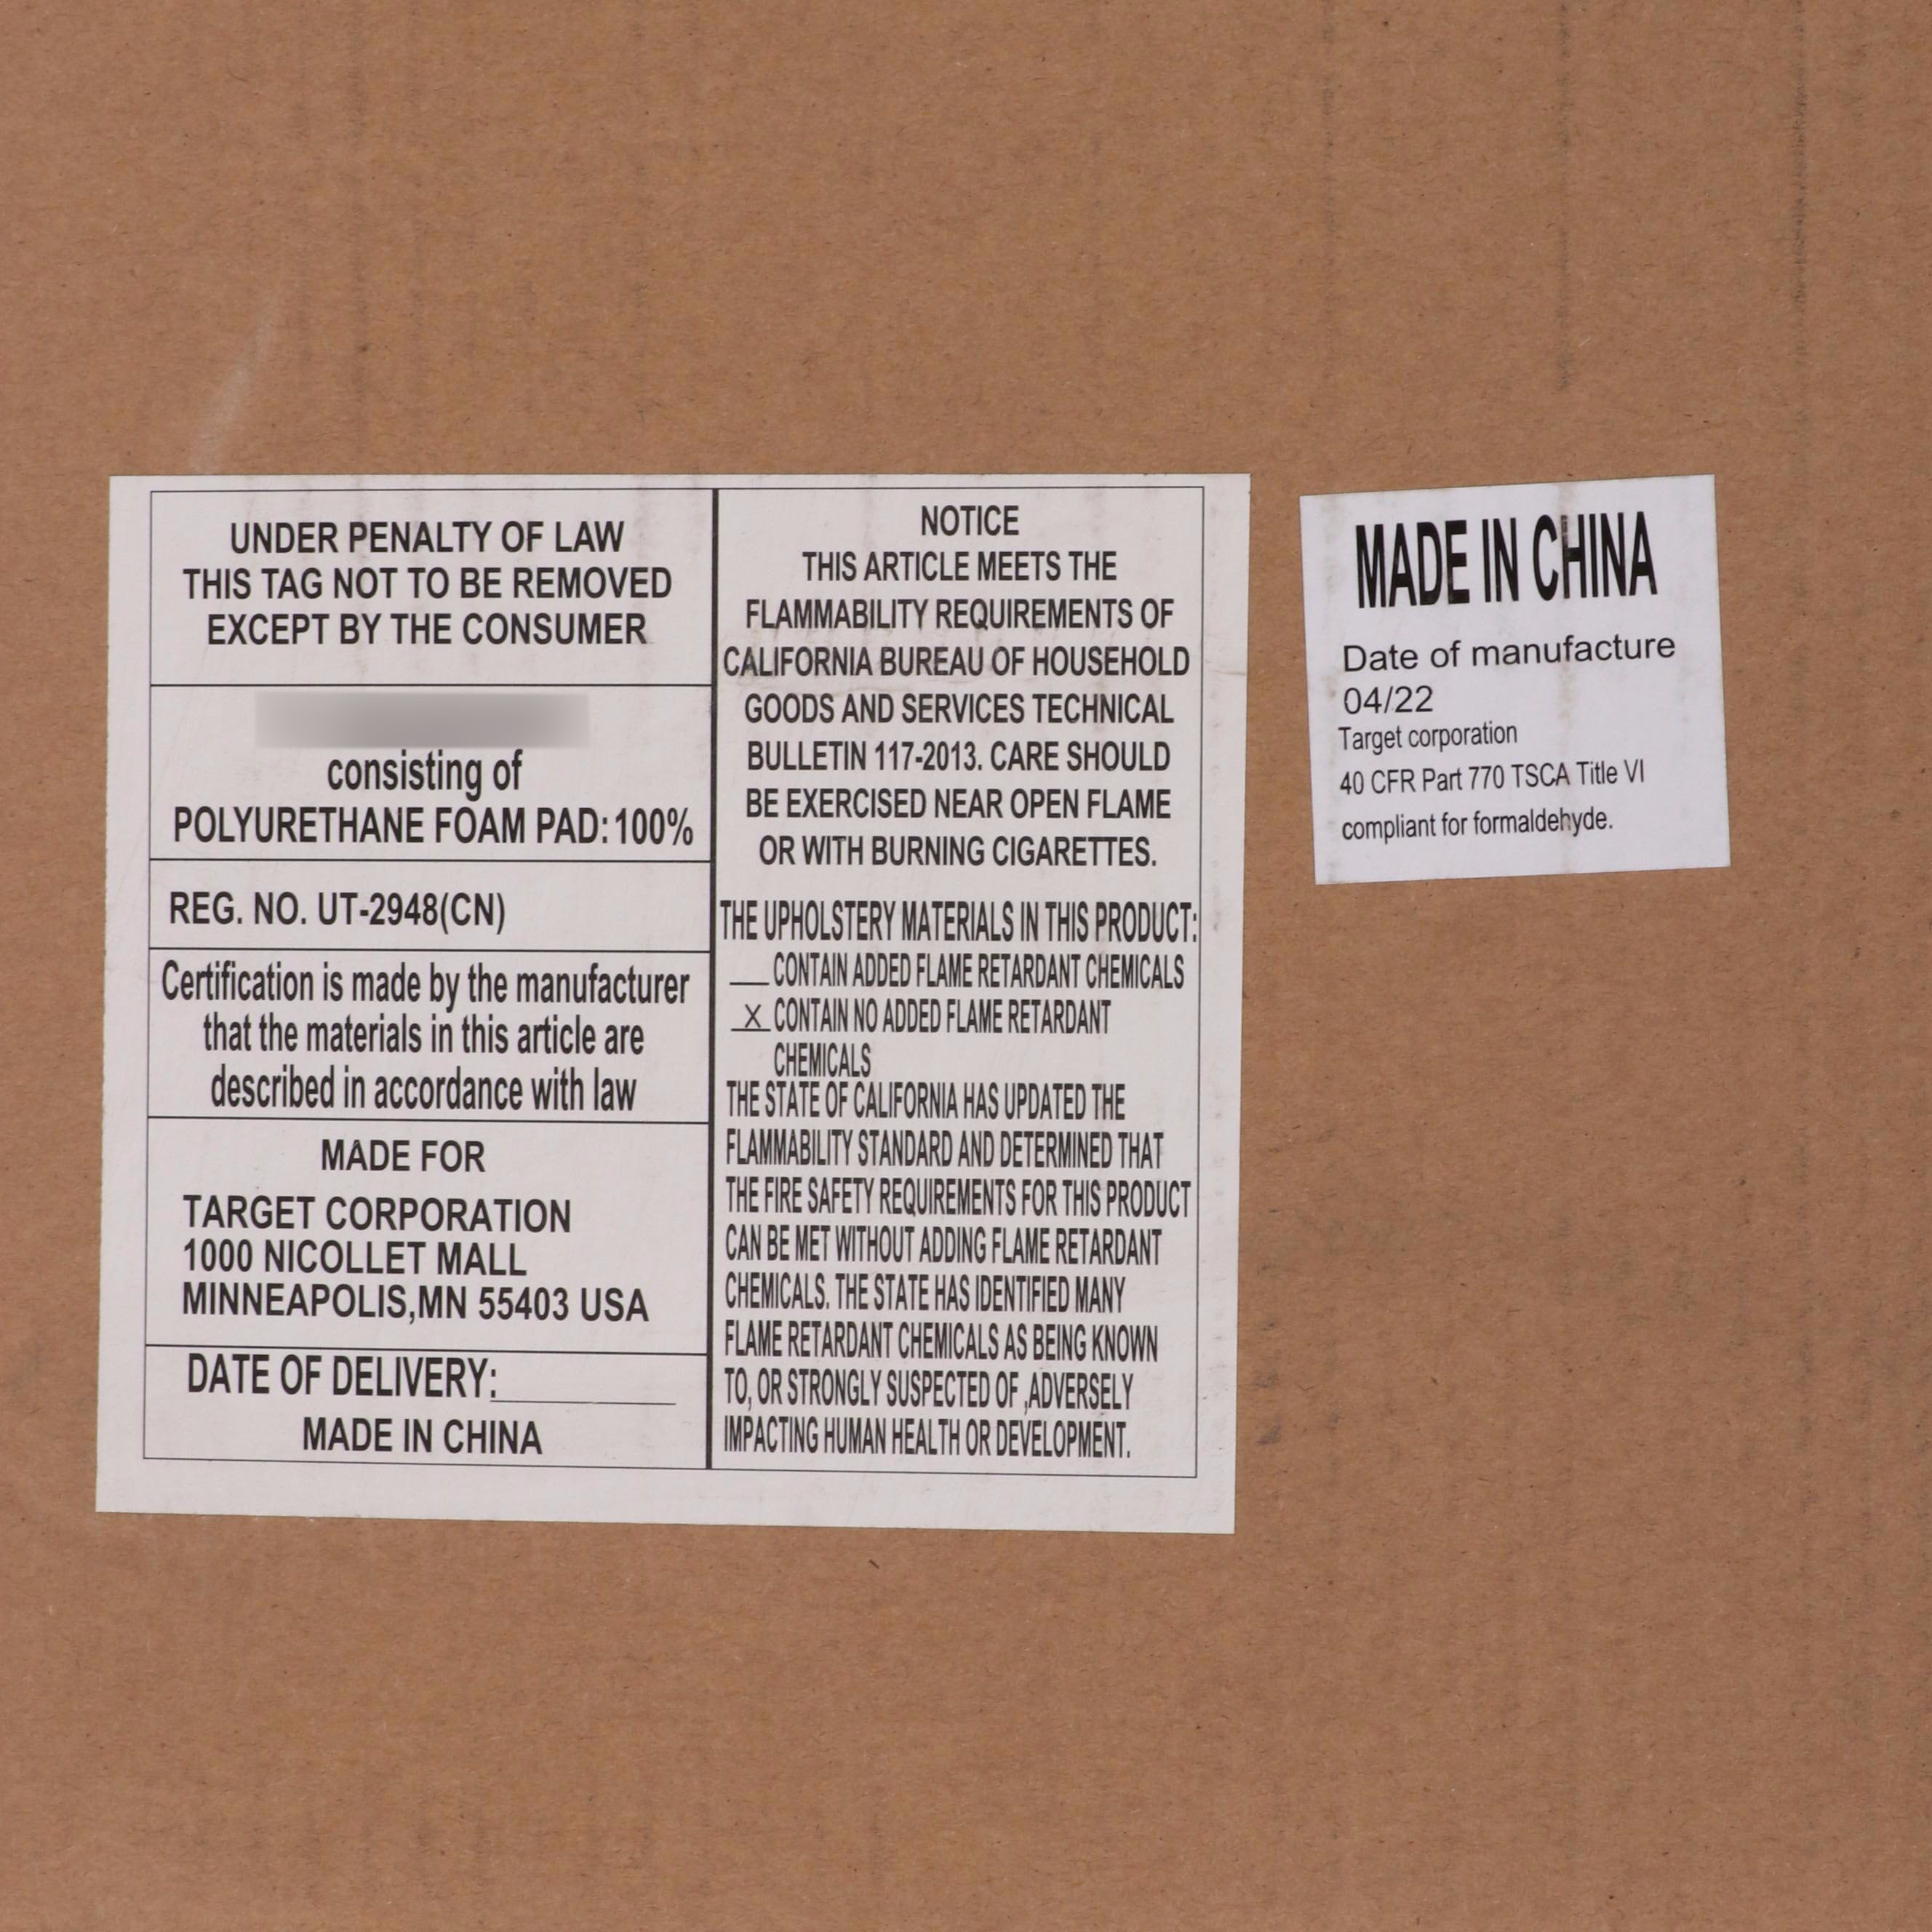 UNDER PENALTY OF LAW
THIS TAG NOT TO BE REMOVED
EXCEPT BY THE CONSUMER
consisting of
POLYURETHANE FOAM PAD:100%
REG. NO. UT-2948(CN)
Certification is made by the manufacturer
that the materials in this article are
described in accordance with law
MADE FOR
TARGET CORPORATION
1000 NICOLLET MALL
MINNEAPOLIS,MN 55403 USA
DATE OF DELIVERY:
MADE IN CHINA
NOTICE
THIS ARTICLE MEETS THE
FLAMMABILITY REQUIREMENTS OF
CALIFORNIA BUREAU OF HOUSEHOLD
GOODS AND SERVICES TECHNICAL
BULLETIN 117-2013. CARE SHOULD
BE EXERCISED NEAR OPEN FLAME
OR WITH BURNING CIGARETTES.
THE UPHOLSTERY MATERIALS IN THIS PRODUCT:
___CONTAIN ADDED FLAME RETARDANT CHEMICALS
_X_CONTAIN NO ADDED FLAME RETARDANT
CHEMICALS
THE STATE OF CALIFORNIA HAS UPDATED THE
FLAMMABILITY STANDARD AND DETERMINED THAT
THE FIRE SAFETY REQUIREMENTS FOR THIS PRODUCT
CAN BE MET WITHOUT ADDING FLAME RETARDANT
CHEMICALS. THE STATE HAS IDENTIFIED MANY
FLAME RETARDANT CHEMICALS AS BEING KNOWN
TO, OR STRONGLY SUSPECTED OF ,ADVERSELY
IMPACTING HUMAN HEALTH OR DEVELOPMENT.
MADE IN CHINA
Date of manufacture
04/22
Target corporation
40 CFR Part 770 TSCA Title VI
compliant for formaldehyde.